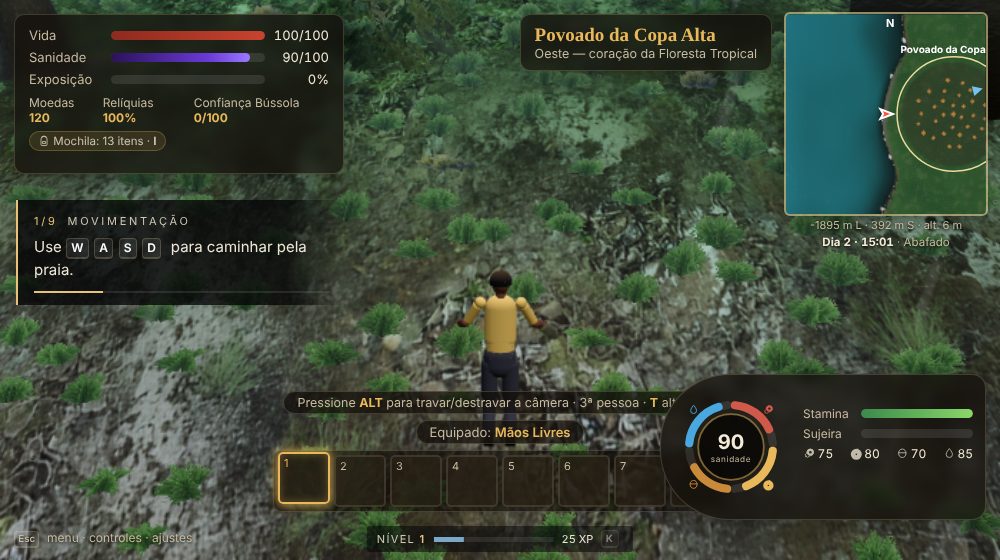 Vida 100/100
Sanidade 90/100
Exposição 0%
Moedas Relíquias Confiança Bússola
120 100% 0/100
Mochila: 13 itens · I
Povoado da Copa Alta
Oeste — coração da Floresta Tropical
N
Povoado da Copa
-1895 m L · 392 m S · alt. 6 m
Dia 2 · 15:01 · Abafado
1/9 MOVIMENTAÇÃO
Use W A S D para caminhar pela
praia.
Pressione ALT para travar/destravar a câmera · 3ª pessoa · T alt
Equipado: Mãos Livres
1 2 3 4 5 6 7
90
sanidade
Stamina
Sujeira
75 80 70 85
Esc menu · controles · ajustes
NÍVEL 1 25 XP K